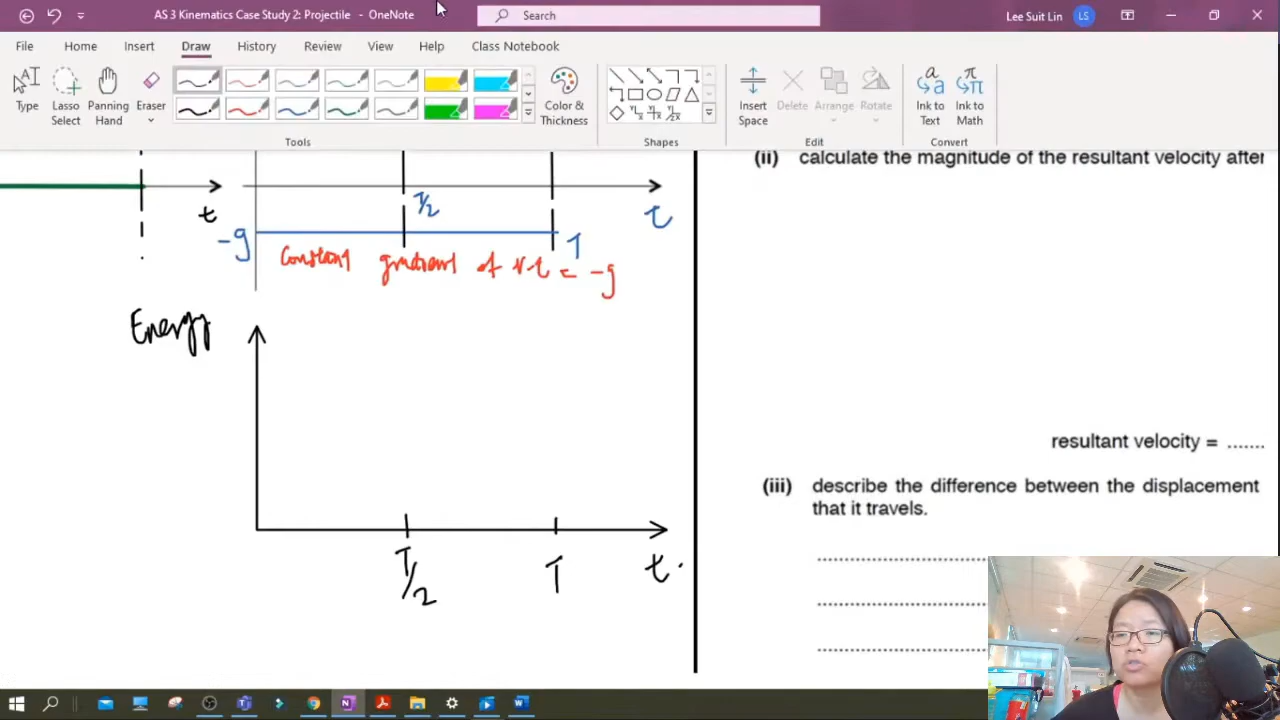 AS 3 Kinematics Case Study 2: Projectile - OneNote
Search
Lee Suit Lin
LS
File
Home
Insert
Draw
History
Review
View
Help
Class Notebook
Type
Lasso Select
Panning Hand
Eraser
Color & Thickness
Insert Space
Delete
Arrange
Rotate
Ink to Text
Ink to Math
Tools
Shapes
Edit
Convert
t
T/2
T
t
-g
Constant gradient of v-t = -g
Energy
T/2
T
t.
(ii) calculate the magnitude of the resultant velocity after
resultant velocity = .......
(iii) describe the difference between the displacement
that it travels.